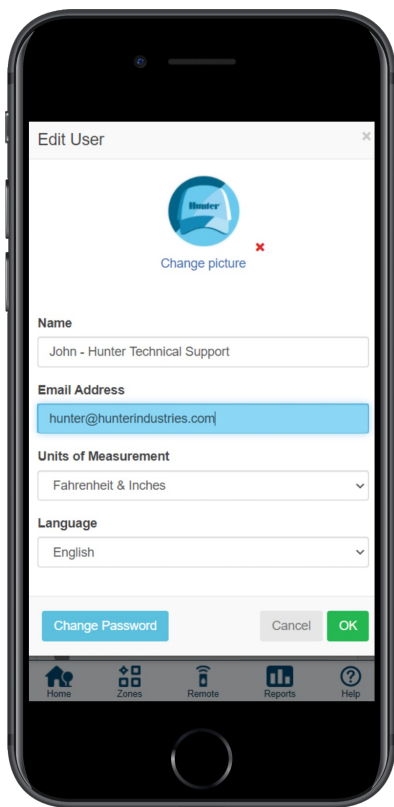 Edit User
×
Hunter
Change picture
Name
John - Hunter Technical Support
Email Address
hunter@hunterindustries.com
Units of Measurement
Fahrenheit & Inches
Language
English
Change Password Cancel OK
Home Zones Remote Reports Help